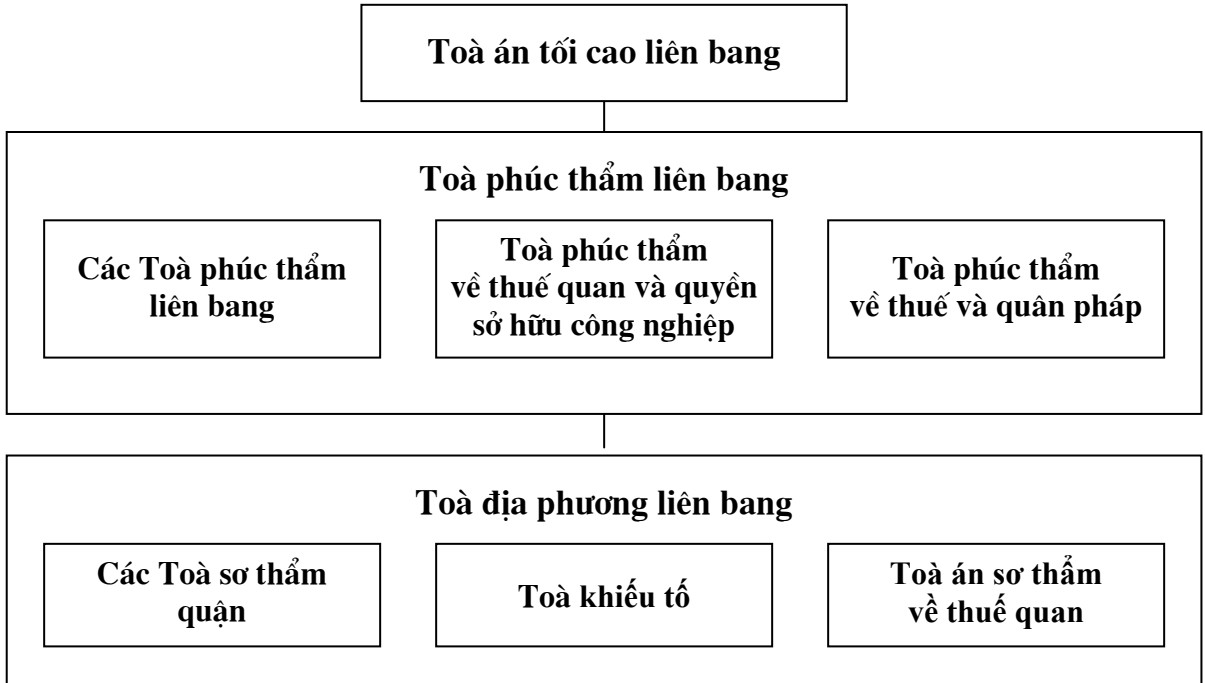 Toà án tối cao liên bang
Toà phúc thẩm liên bang
Các Toà phúc thẩm
liên bang
Toà phúc thẩm
về thuế quan và quyền
sở hữu công nghiệp
Toà phúc thẩm
về thuế và quân pháp
Toà địa phương liên bang
Các Toà sơ thẩm
quận
Toà khiếu tố
Toà án sơ thẩm
về thuế quan